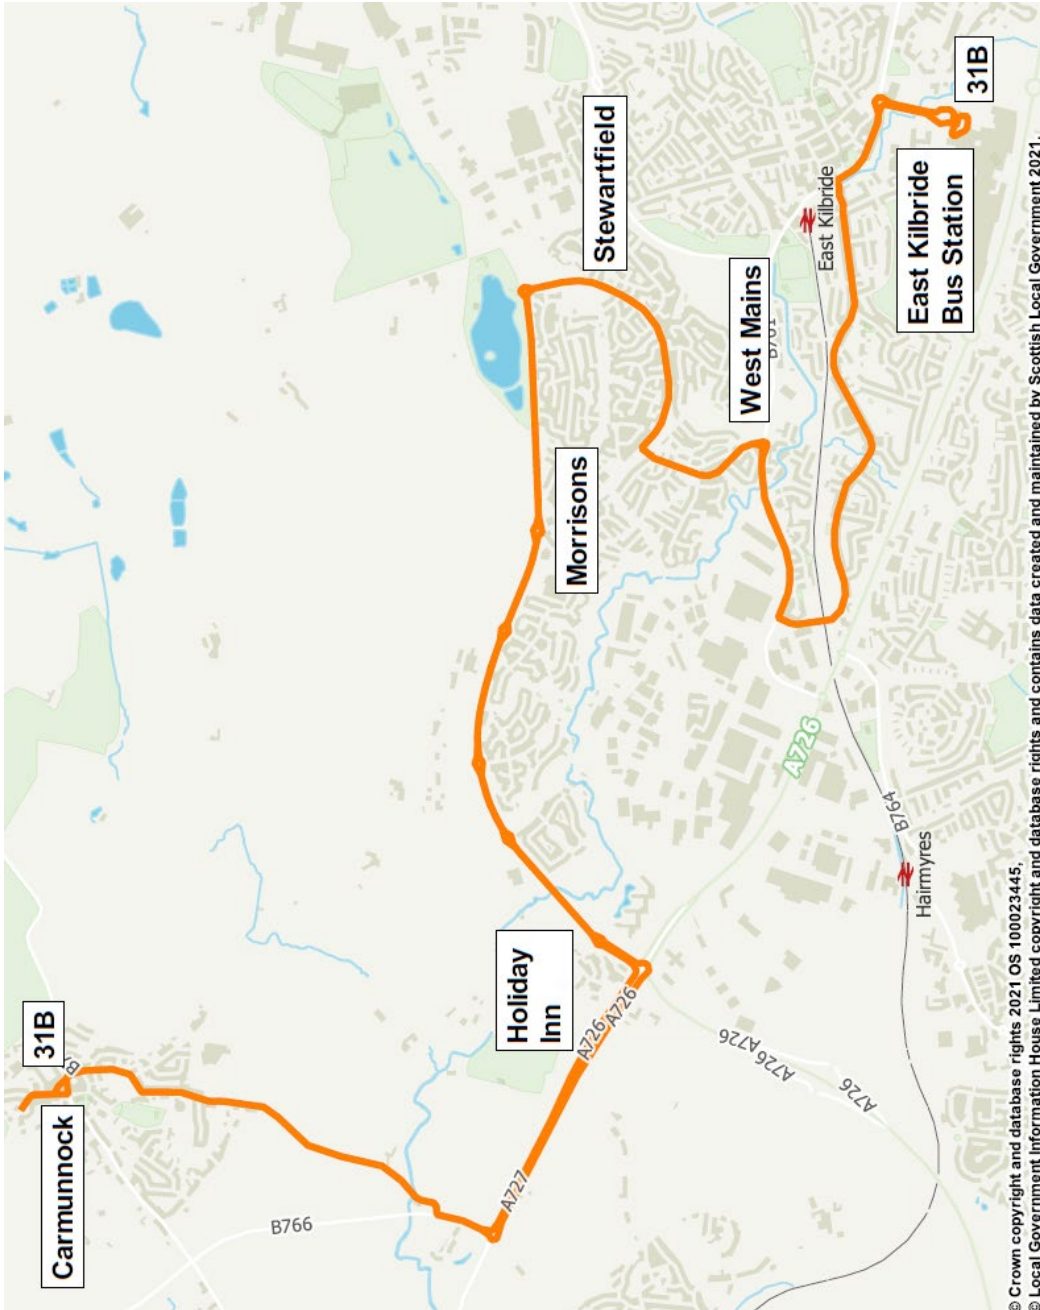 Carmunnock
31B
B766
A727
Holiday
Inn
A726
A726
A726 A726
A726
Morrisons
Stewartfield
West Mains
B761
A726
East Kilbride
B764
Hairmyres
East Kilbride
Bus Station
31B
© Crown copyright and database rights 2021 OS 100023445,
© Local Government Information House Limited copyright and database rights and contains data created and maintained by Scottish Local Government 2021.